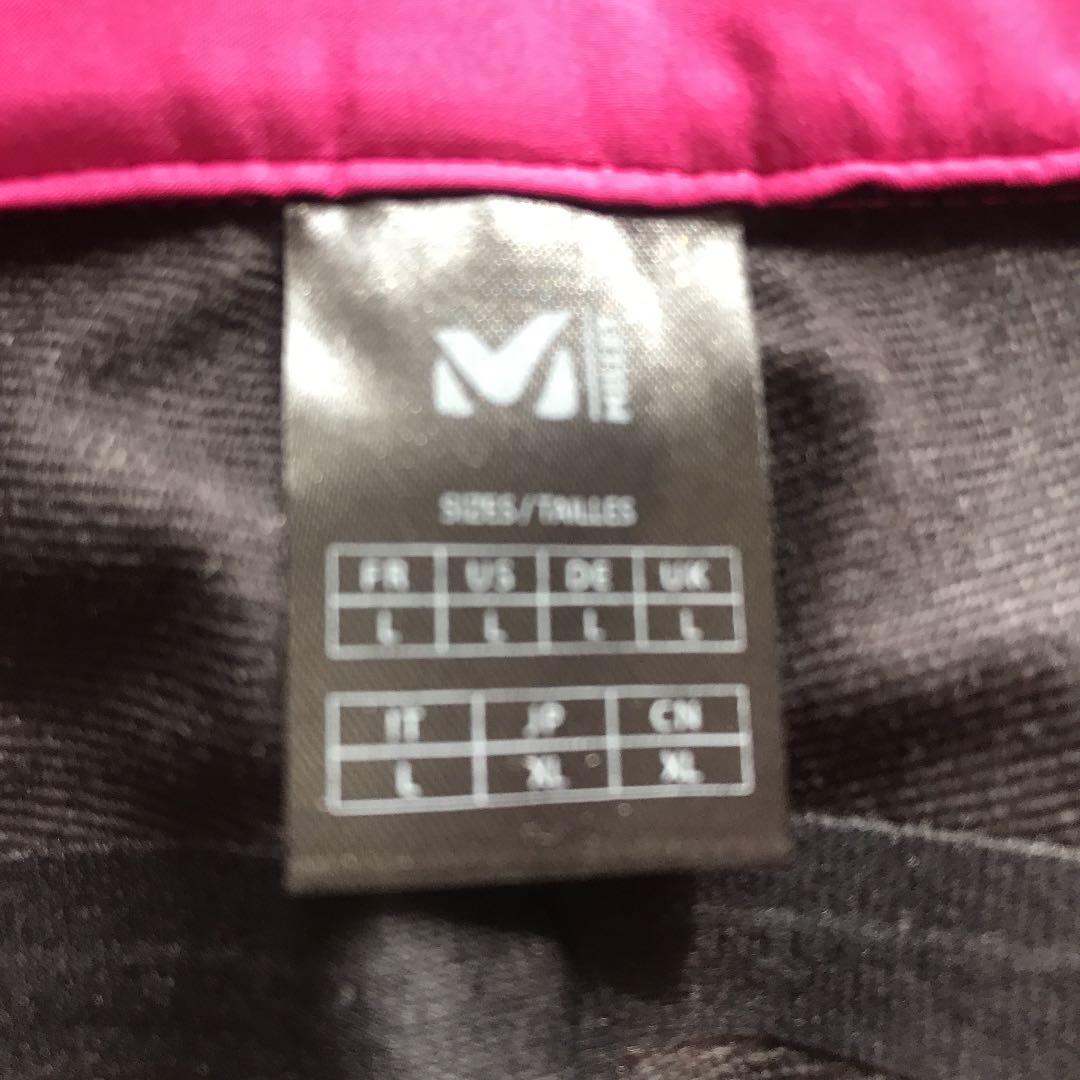 M MILLET
SIZES/TAILLES
FR US DE UK
L L L L
IT JP CN
L XL XL